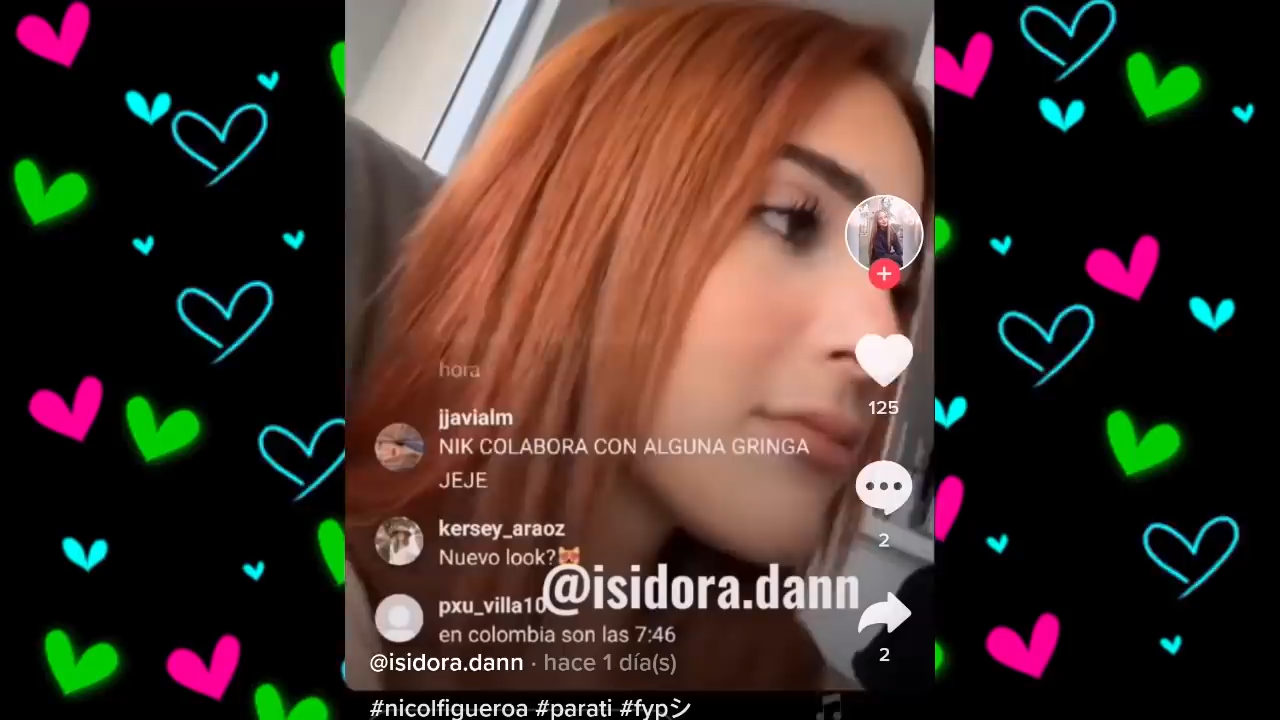 hora
jjavialm
NIK COLABORA CON ALGUNA GRINGA
JEJE
kersey_araoz
Nuevo look?😻
pxu_villa10
en colombia son las 7:46
@isidora.dann
125
2
2
@isidora.dann · hace 1 día(s)
#nicolfigueroa #parati #fypシ